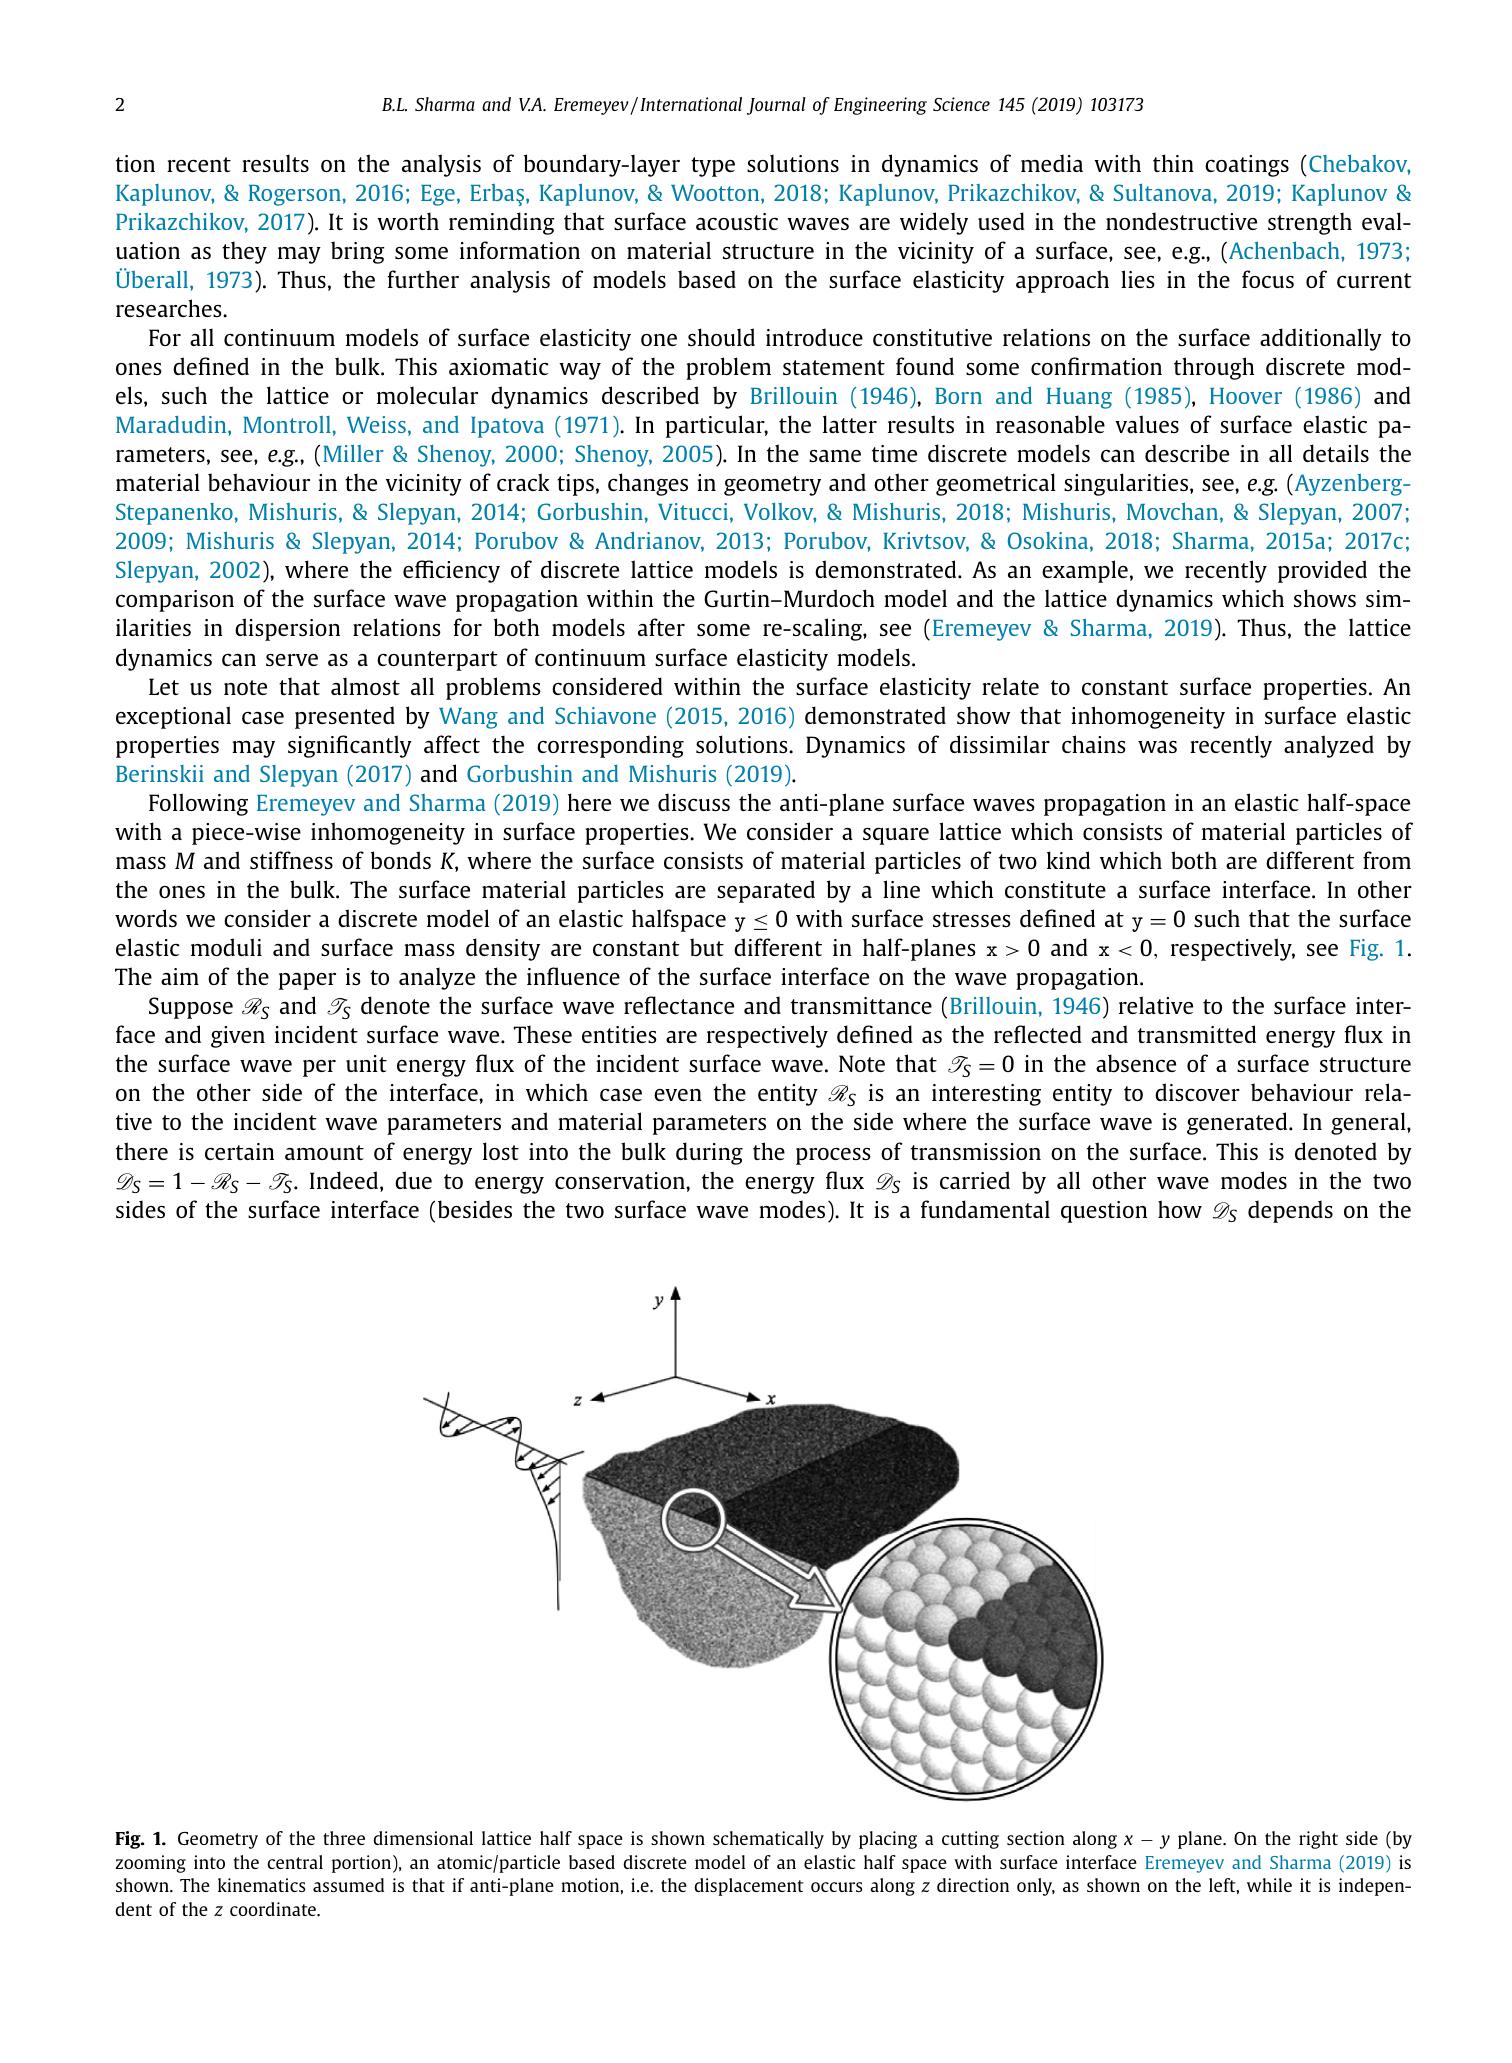 2
B.L. Sharma and V.A. Eremeyev / International Journal of Engineering Science 145 (2019) 103173
tion recent results on the analysis of boundary-layer type solutions in dynamics of media with thin coatings (Chebakov,
Kaplunov, & Rogerson, 2016; Ege, Erbaş, Kaplunov, & Wootton, 2018; Kaplunov, Prikazchikov, & Sultanova, 2019; Kaplunov &
Prikazchikov, 2017). It is worth reminding that surface acoustic waves are widely used in the nondestructive strength eval-
uation as they may bring some information on material structure in the vicinity of a surface, see, e.g., (Achenbach, 1973;
Überall, 1973). Thus, the further analysis of models based on the surface elasticity approach lies in the focus of current
researches.
For all continuum models of surface elasticity one should introduce constitutive relations on the surface additionally to
ones defined in the bulk. This axiomatic way of the problem statement found some confirmation through discrete mod-
els, such the lattice or molecular dynamics described by Brillouin (1946), Born and Huang (1985), Hoover (1986) and
Maradudin, Montroll, Weiss, and Ipatova (1971). In particular, the latter results in reasonable values of surface elastic pa-
rameters, see, e.g., (Miller & Shenoy, 2000; Shenoy, 2005). In the same time discrete models can describe in all details the
material behaviour in the vicinity of crack tips, changes in geometry and other geometrical singularities, see, e.g. (Ayzenberg-
Stepanenko, Mishuris, & Slepyan, 2014; Gorbushin, Vitucci, Volkov, & Mishuris, 2018; Mishuris, Movchan, & Slepyan, 2007;
2009; Mishuris & Slepyan, 2014; Porubov & Andrianov, 2013; Porubov, Krivtsov, & Osokina, 2018; Sharma, 2015a; 2017c;
Slepyan, 2002), where the efficiency of discrete lattice models is demonstrated. As an example, we recently provided the
comparison of the surface wave propagation within the Gurtin–Murdoch model and the lattice dynamics which shows sim-
ilarities in dispersion relations for both models after some re-scaling, see (Eremeyev & Sharma, 2019). Thus, the lattice
dynamics can serve as a counterpart of continuum surface elasticity models.
Let us note that almost all problems considered within the surface elasticity relate to constant surface properties. An
exceptional case presented by Wang and Schiavone (2015, 2016) demonstrated show that inhomogeneity in surface elastic
properties may significantly affect the corresponding solutions. Dynamics of dissimilar chains was recently analyzed by
Berinskii and Slepyan (2017) and Gorbushin and Mishuris (2019).
Following Eremeyev and Sharma (2019) here we discuss the anti-plane surface waves propagation in an elastic half-space
with a piece-wise inhomogeneity in surface properties. We consider a square lattice which consists of material particles of
mass M and stiffness of bonds K, where the surface consists of material particles of two kind which both are different from
the ones in the bulk. The surface material particles are separated by a line which constitute a surface interface. In other
words we consider a discrete model of an elastic halfspace y ≤ 0 with surface stresses defined at y = 0 such that the surface
elastic moduli and surface mass density are constant but different in half-planes x > 0 and x < 0, respectively, see Fig. 1.
The aim of the paper is to analyze the influence of the surface interface on the wave propagation.
Suppose ℛS and 𝒯S denote the surface wave reflectance and transmittance (Brillouin, 1946) relative to the surface inter-
face and given incident surface wave. These entities are respectively defined as the reflected and transmitted energy flux in
the surface wave per unit energy flux of the incident surface wave. Note that 𝒯S = 0 in the absence of a surface structure
on the other side of the interface, in which case even the entity ℛS is an interesting entity to discover behaviour rela-
tive to the incident wave parameters and material parameters on the side where the surface wave is generated. In general,
there is certain amount of energy lost into the bulk during the process of transmission on the surface. This is denoted by
𝒟S = 1 − ℛS − 𝒯S. Indeed, due to energy conservation, the energy flux 𝒟S is carried by all other wave modes in the two
sides of the surface interface (besides the two surface wave modes). It is a fundamental question how 𝒟S depends on the
y
z
x
Fig. 1. Geometry of the three dimensional lattice half space is shown schematically by placing a cutting section along x − y plane. On the right side (by
zooming into the central portion), an atomic/particle based discrete model of an elastic half space with surface interface Eremeyev and Sharma (2019) is
shown. The kinematics assumed is that if anti-plane motion, i.e. the displacement occurs along z direction only, as shown on the left, while it is indepen-
dent of the z coordinate.